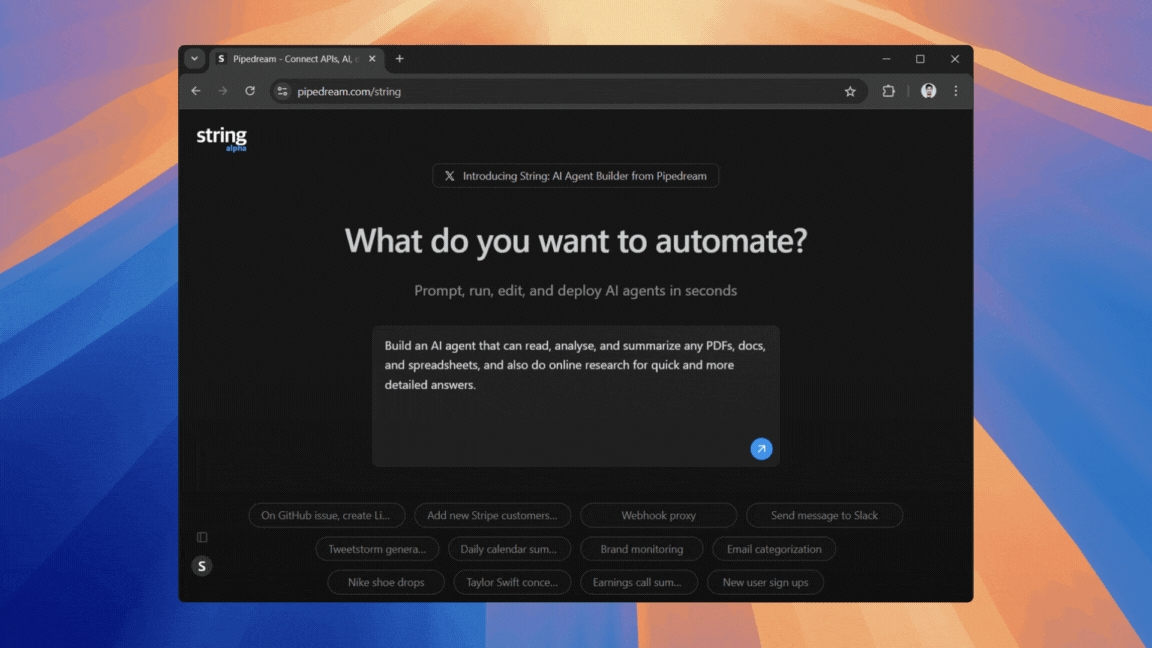 S Pipedream - Connect APIs, AI,
pipedream.com/string
string
alpha
X Introducing String: AI Agent Builder from Pipedream
What do you want to automate?
Prompt, run, edit, and deploy AI agents in seconds
Build an AI agent that can read, analyse, and summarize any PDFs, docs,
and spreadsheets, and also do online research for quick and more
detailed answers.
On GitHub issue, create Li... Add new Stripe customers... Webhook proxy Send message to Slack
Tweetstorm genera... Daily calendar sum... Brand monitoring Email categorization
Nike shoe drops Taylor Swift conce... Earnings call sum... New user sign ups
S